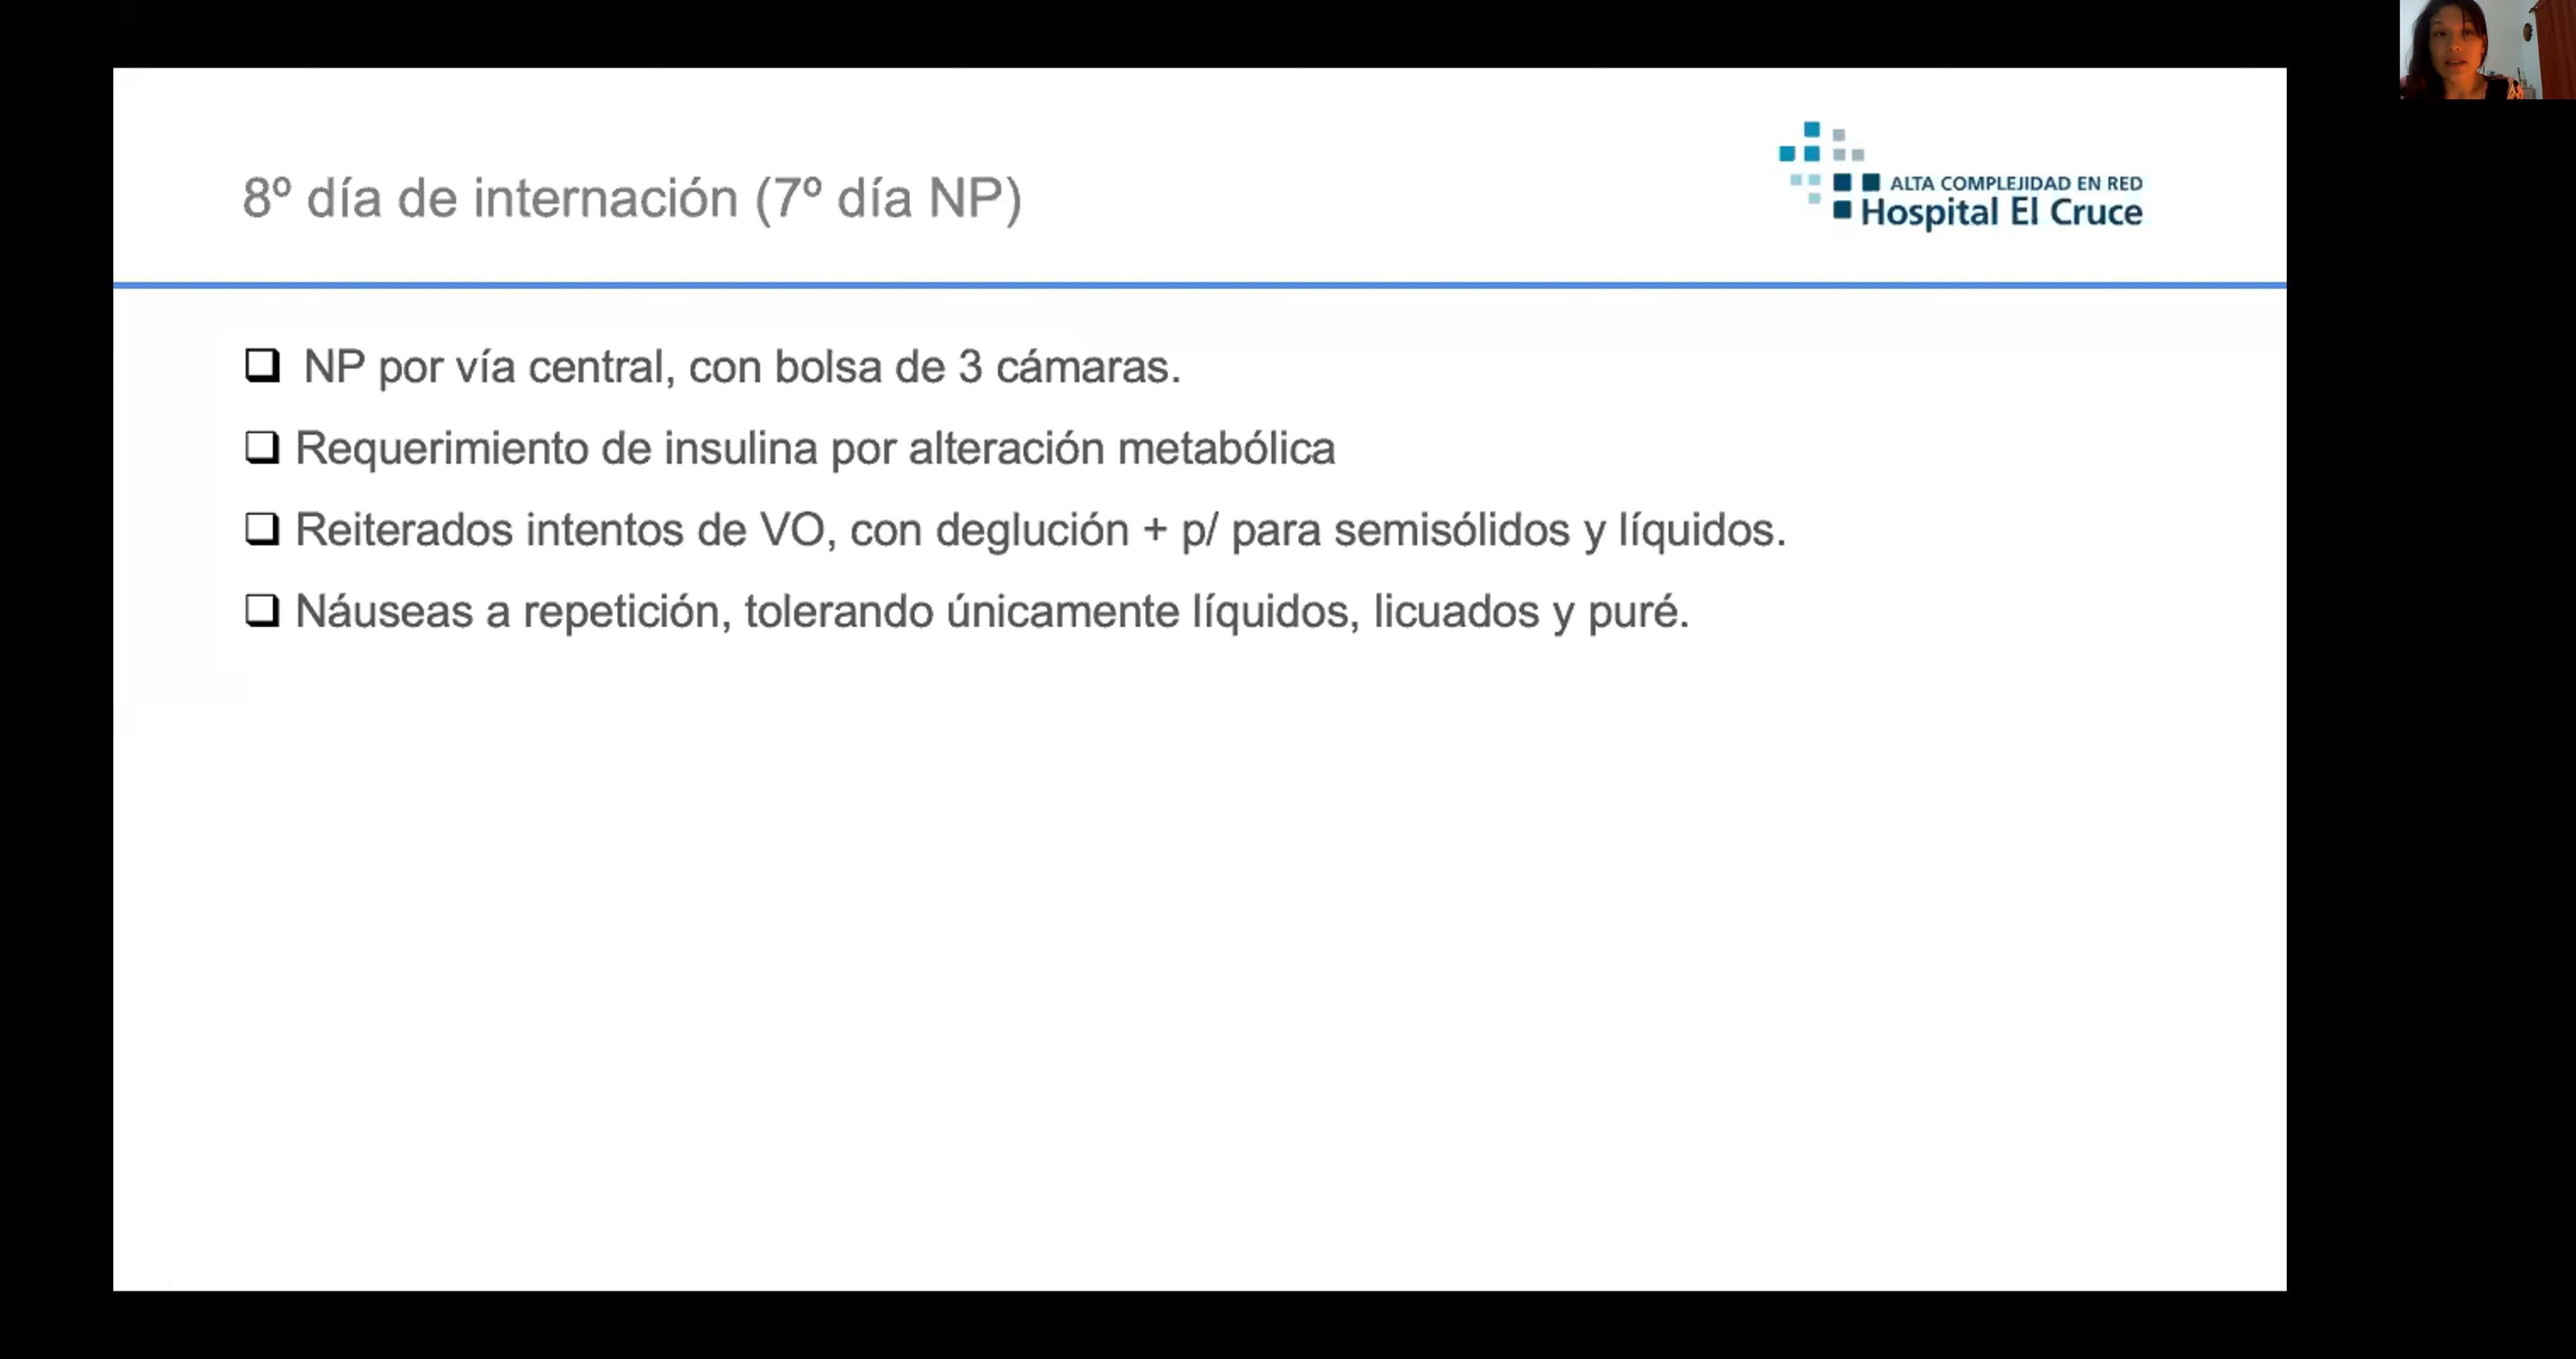 8º día de internación (7º día NP)
ALTA COMPLEJIDAD EN RED
Hospital El Cruce
NP por vía central, con bolsa de 3 cámaras.
Requerimiento de insulina por alteración metabólica
Reiterados intentos de VO, con deglución + p/ para semisólidos y líquidos.
Náuseas a repetición, tolerando únicamente líquidos, licuados y puré.